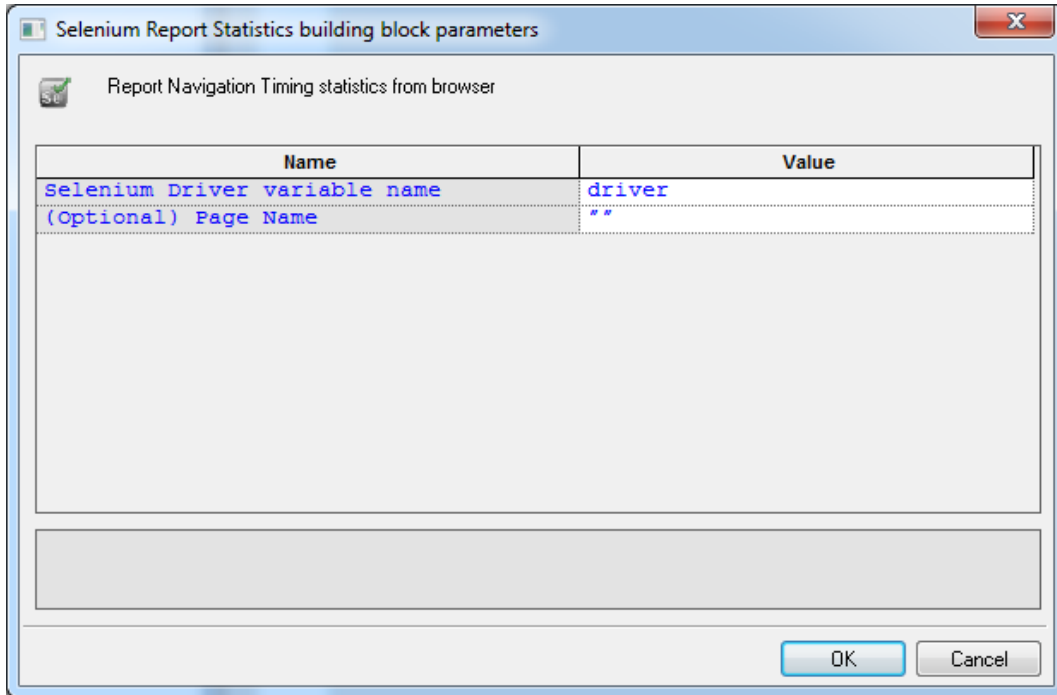 Selenium Report Statistics building block parameters
Report Navigation Timing statistics from browser
Name Value
Selenium Driver variable name driver
(Optional) Page Name ""
OK Cancel